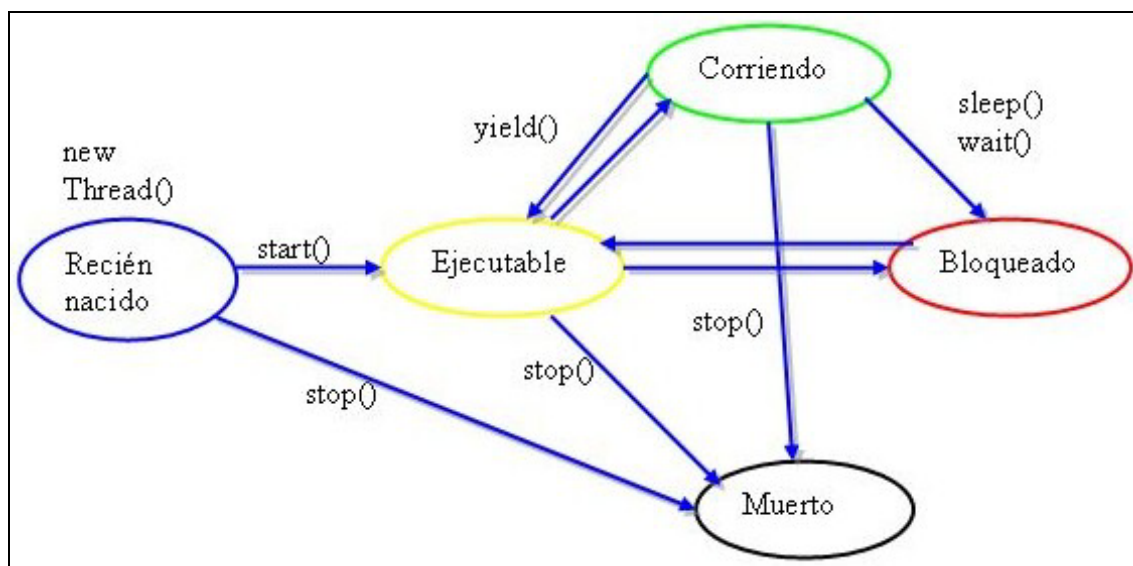 Corriendo
yield()
sleep()
wait()
new
Thread()
Recién
nacido
start()
Ejecutable
Bloqueado
stop()
stop()
stop()
Muerto